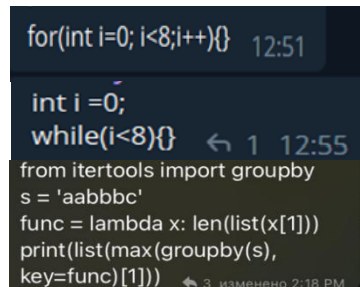 for(int i=0; i<8;i++){} 12:51
int i =0;
while(i<8){} 1 12:55
from itertools import groupby
s = 'aabbbc'
func = lambda x: len(list(x[1]))
print(list(max(groupby(s),
key=func)[1])) 3 изменено 2:18 PM